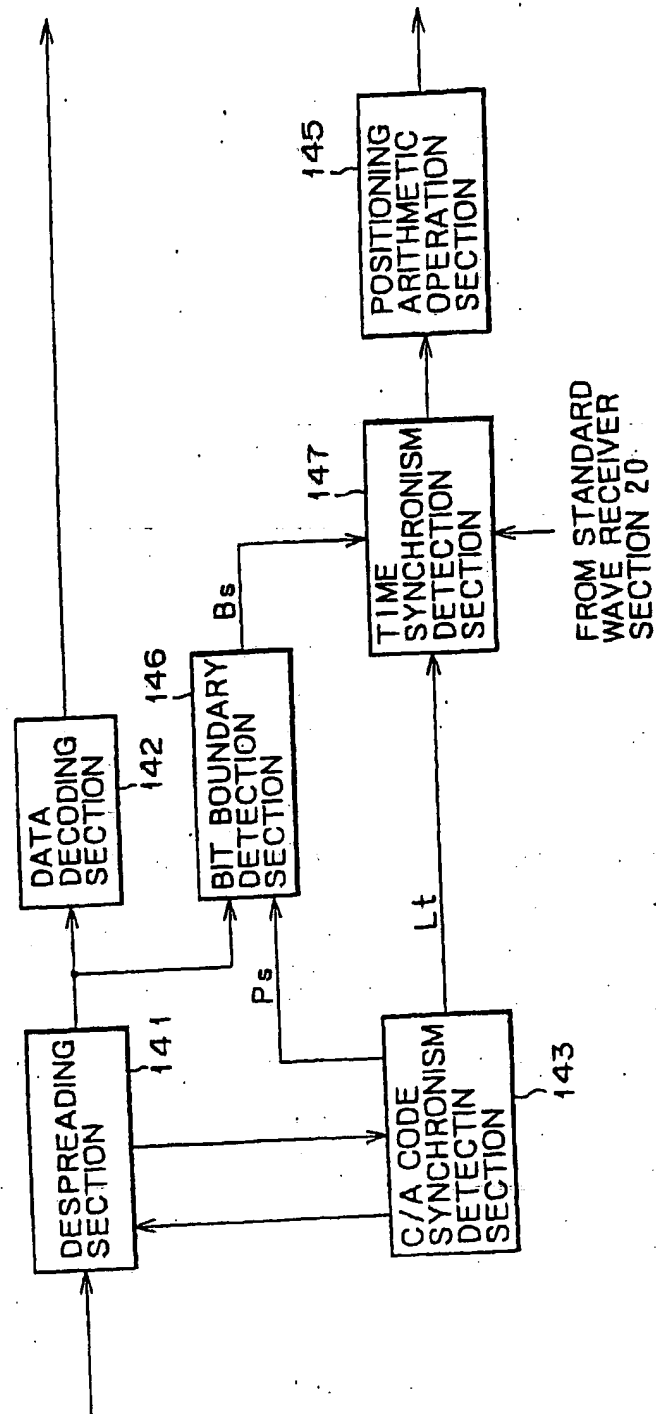 DESPREADING
SECTION
141
DATA
DECODING
SECTION
142
BIT BOUNDARY
DETECTION
SECTION
146
Ps
Bs
C/A CODE
SYNCHRONISM
DETECTIN
SECTION
143
Lt
TIME
SYNCHRONISM
DETECTION
SECTION
147
FROM STANDARD
WAVE RECEIVER
SECTION 20
POSITIONING
ARITHMETIC
OPERATION
SECTION
145